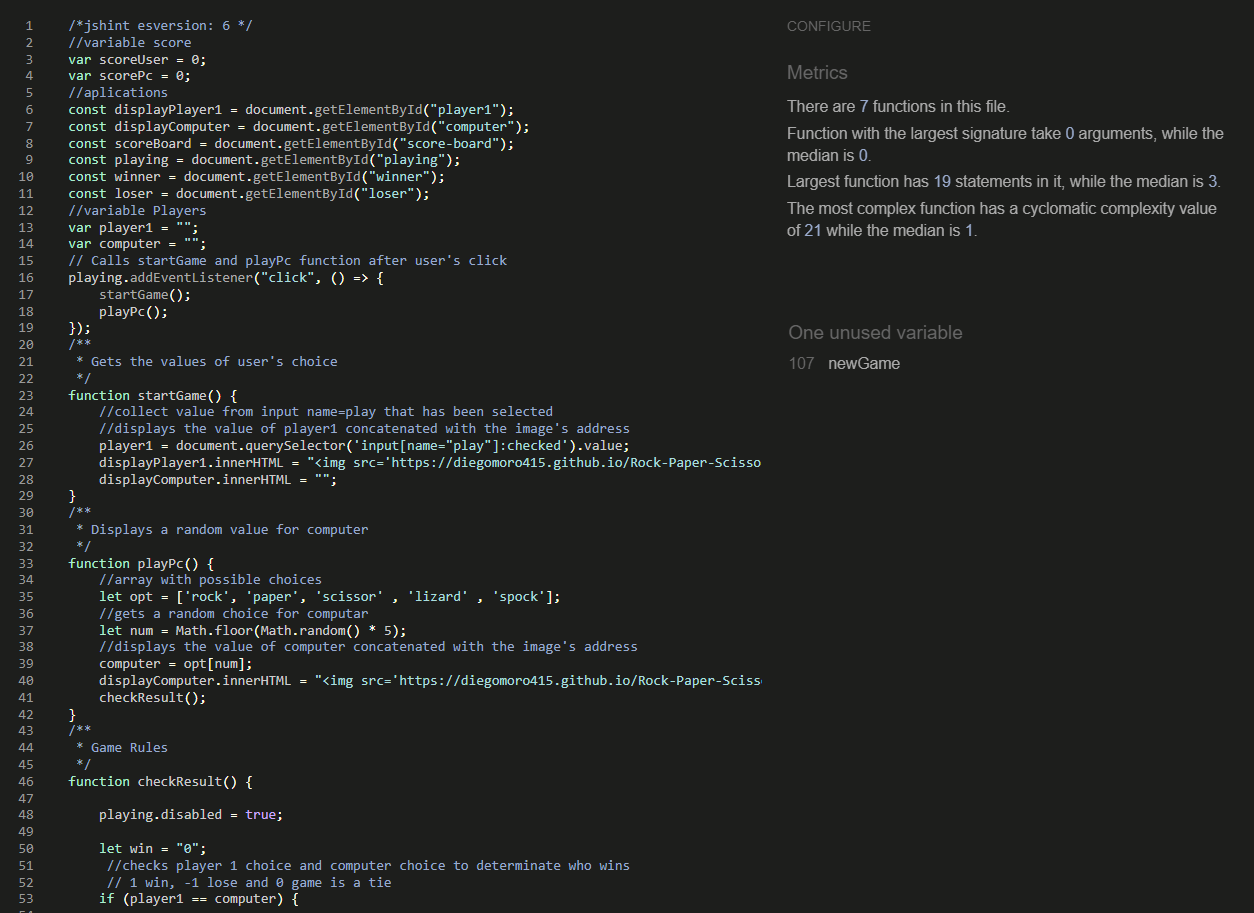 1 /*jshint esversion: 6 */
2 //variable score
3 var scoreUser = 0;
4 var scorePc = 0;
5 //aplications
6 const displayPlayer1 = document.getElementById("player1");
7 const displayComputer = document.getElementById("computer");
8 const scoreBoard = document.getElementById("score-board");
9 const playing = document.getElementById("playing");
10 const winner = document.getElementById("winner");
11 const loser = document.getElementById("loser");
12 //variable Players
13 var player1 = "";
14 var computer = "";
15 // Calls startGame and playPc function after user's click
16 playing.addEventListener("click", () => {
17 startGame();
18 playPc();
19 });
20 /**
21 * Gets the values of user's choice
22 */
23 function startGame() {
24 //collect value from input name=play that has been selected
25 //displays the value of player1 concatenated with the image's address
26 player1 = document.querySelector('input[name="play"]:checked').value;
27 displayPlayer1.innerHTML = "<img src='https://diegomoro415.github.io/Rock-Paper-Scisso
28 displayComputer.innerHTML = "";
29 }
30 /**
31 * Displays a random value for computer
32 */
33 function playPc() {
34 //array with possible choices
35 let opt = ['rock', 'paper', 'scissor' , 'lizard' , 'spock'];
36 //gets a random choice for computar
37 let num = Math.floor(Math.random() * 5);
38 //displays the value of computer concatenated with the image's address
39 computer = opt[num];
40 displayComputer.innerHTML = "<img src='https://diegomoro415.github.io/Rock-Paper-Sciss
41 checkResult();
42 }
43 /**
44 * Game Rules
45 */
46 function checkResult() {
47
48 playing.disabled = true;
49
50 let win = "0";
51 //checks player 1 choice and computer choice to determinate who wins
52 // 1 win, -1 lose and 0 game is a tie
53 if (player1 == computer) {
CONFIGURE
Metrics
There are 7 functions in this file.
Function with the largest signature take 0 arguments, while the
median is 0.
Largest function has 19 statements in it, while the median is 3.
The most complex function has a cyclomatic complexity value
of 21 while the median is 1.
One unused variable
107 newGame